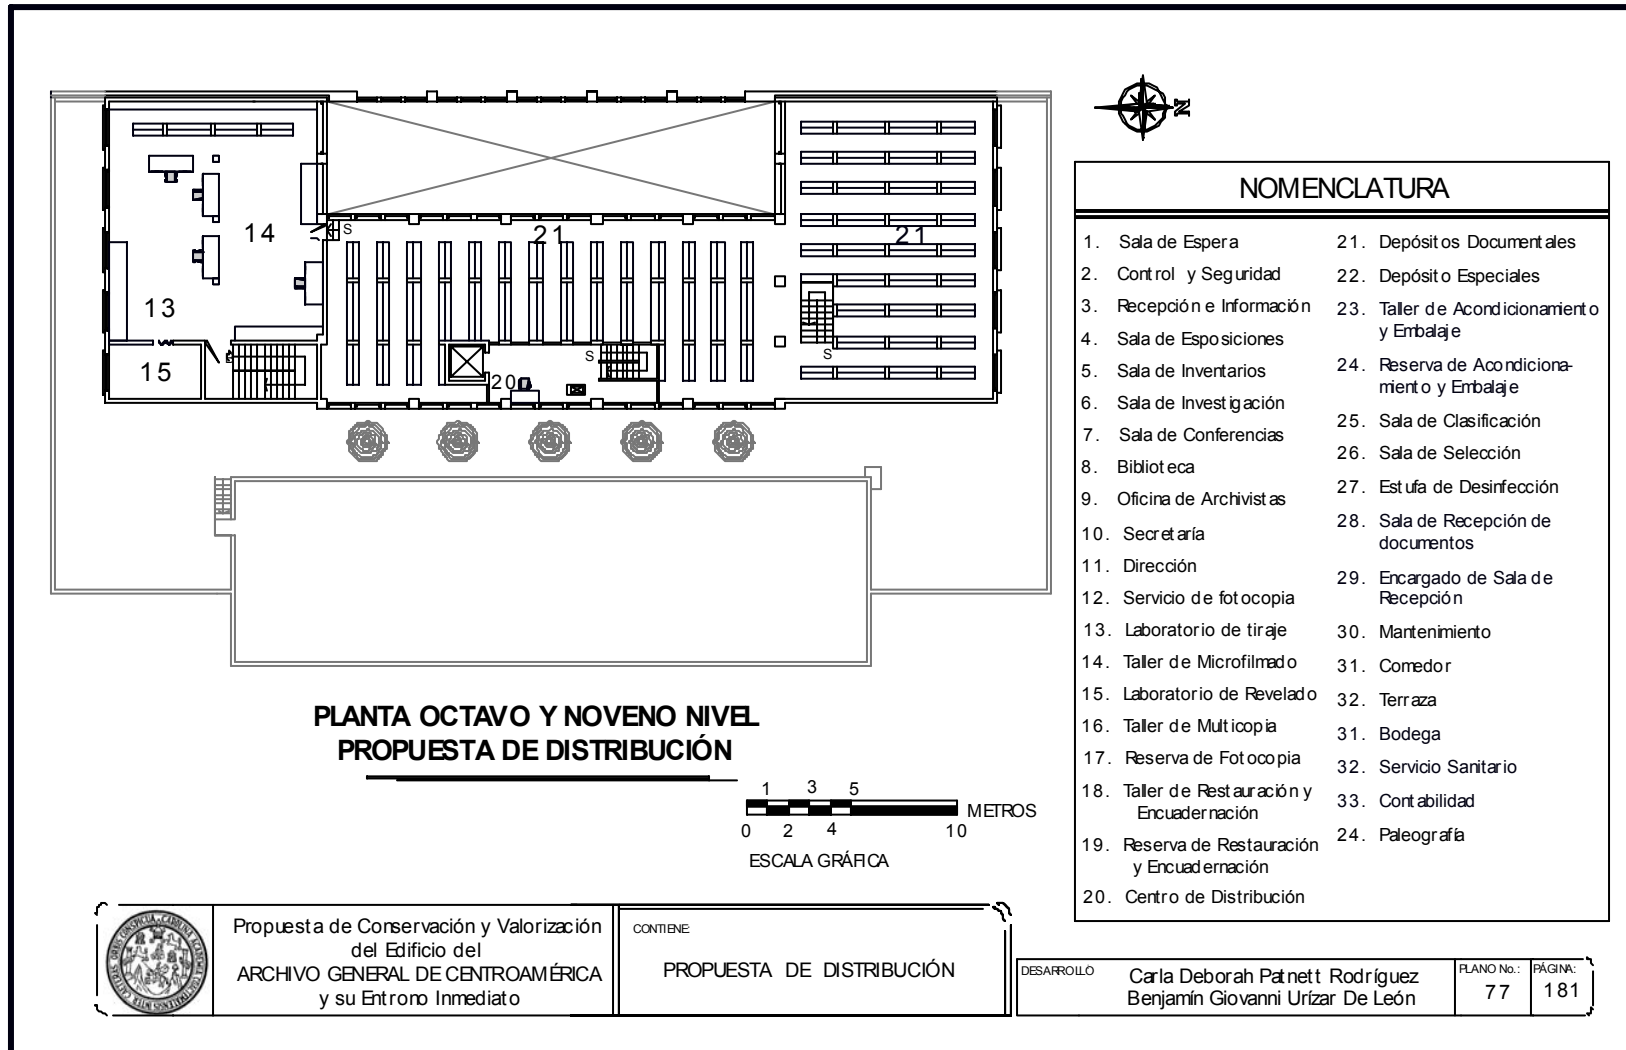 N
14
13
15
S
21
21
S
20
S
PLANTA OCTAVO Y NOVENO NIVEL
PROPUESTA DE DISTRIBUCIÓN
1 3 5
METROS
0 2 4 10
ESCALA GRÁFICA
NOMENCLATURA
1. Sala de Espera
2. Control y Seguridad
3. Recepción e Información
4. Sala de Esposiciones
5. Sala de Inventarios
6. Sala de Investigación
7. Sala de Conferencias
8. Biblioteca
9. Oficina de Archivistas
10. Secretaría
11. Dirección
12. Servicio de fotocopia
13. Laboratorio de tiraje
14. Taller de Microfilmado
15. Laboratorio de Revelado
16. Taller de Multicopia
17. Reserva de Fotocopia
18. Taller de Restauración y
Encuadernación
19. Reserva de Restauración
y Encuadernación
20. Centro de Distribución
21. Depósitos Documentales
22. Depósito Especiales
23. Taller de Acondicionamiento
y Embalaje
24. Reserva de Acondiciona-
miento y Embalaje
25. Sala de Clasificación
26. Sala de Selección
27. Estufa de Desinfección
28. Sala de Recepción de
documentos
29. Encargado de Sala de
Recepción
30. Mantenimiento
31. Comedor
32. Terraza
31. Bodega
32. Servicio Sanitario
33. Contabilidad
24. Paleografía
Propuesta de Conservación y Valorización
del Edificio del
ARCHIVO GENERAL DE CENTROAMÉRICA
y su Entrono Inmediato
CONTIENE:
PROPUESTA DE DISTRIBUCIÓN
DESARROLLO
Carla Deborah Patnett Rodríguez
Benjamín Giovanni Urízar De León
PLANO No.:
77
PÁGINA:
181